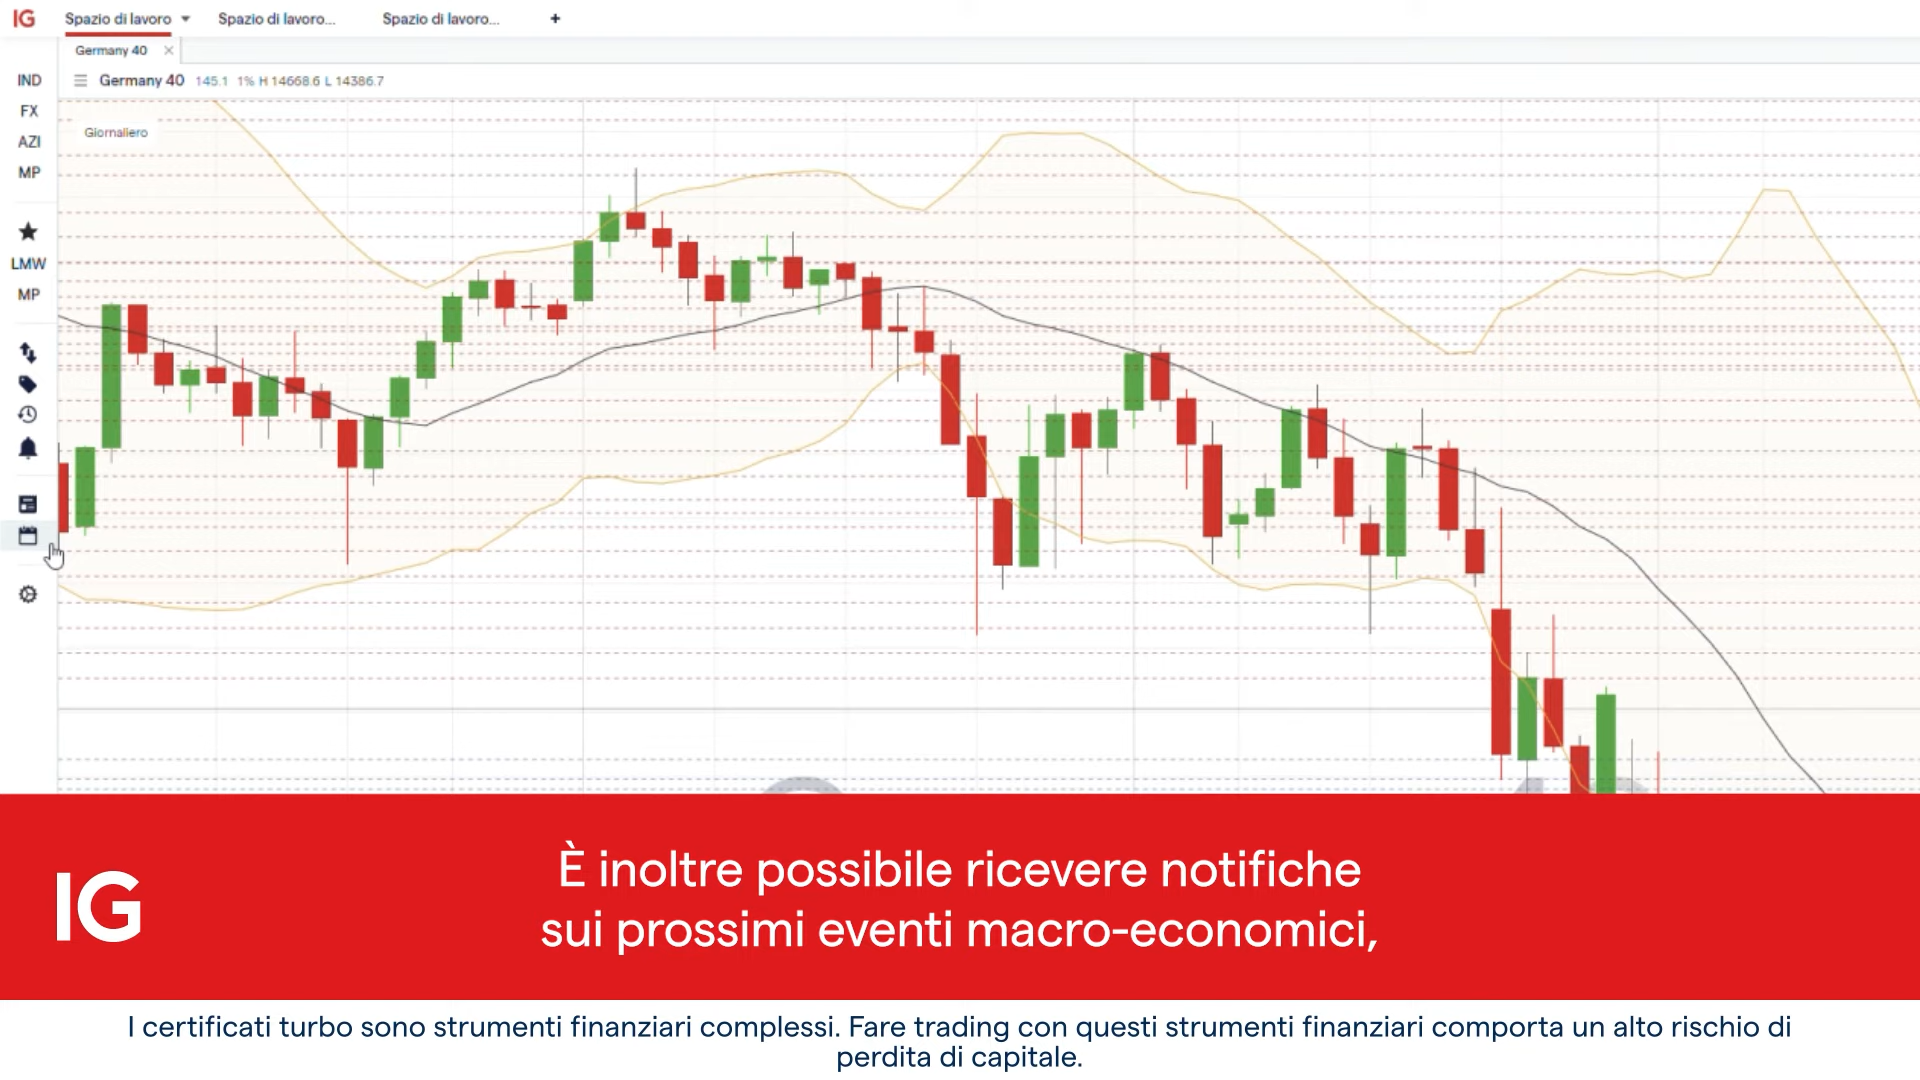 IG
Spazio di lavoro
Spazio di lavoro...
Spazio di lavoro...
+
Germany 40
Germany 40 145.1 1% H 14668.6 L 14386.7
IND
FX
AZI
MP
LMW
MP
Giornaliero
IG
È inoltre possibile ricevere notifiche
sui prossimi eventi macro-economici,
I certificati turbo sono strumenti finanziari complessi. Fare trading con questi strumenti finanziari comporta un alto rischio di
perdita di capitale.